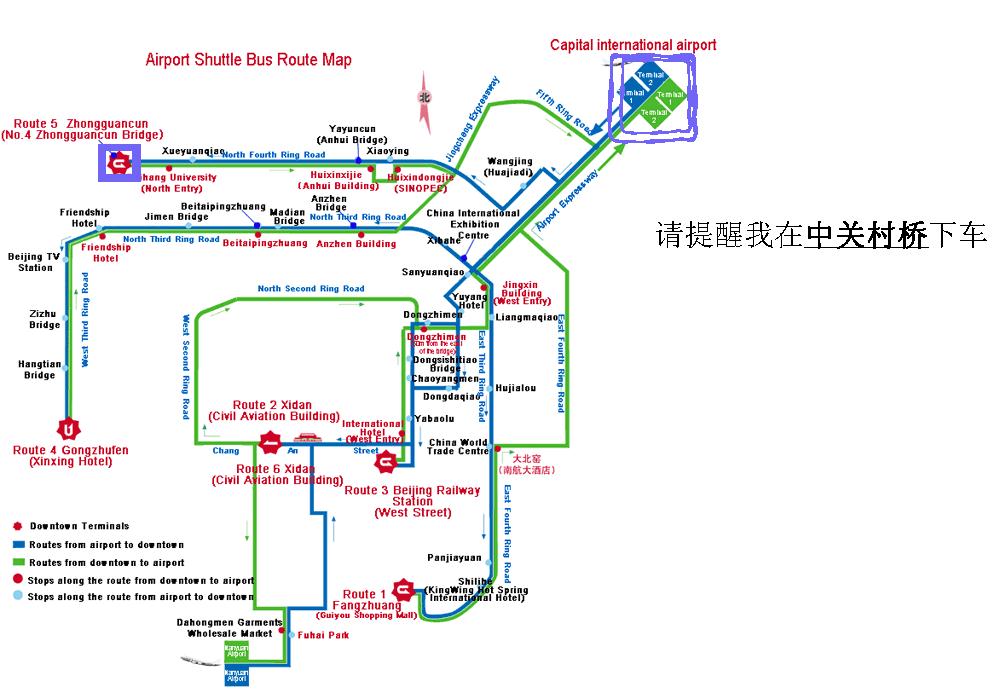 Capital international airport
Airport Shuttle Bus Route Map
北
Terminal
2
Terminal
1
Terminal
2
Fifth Ring Road
Jingcheng Expressway
Airport Expressway
Route 5 Zhongguancun
(No.4 Zhongguancun Bridge)
Xueyuanqiao
North Fourth Ring Road
Yayuncun
(Anhui Bridge)
Xiaoying
hang University
(North Entry)
Huixinxijie
(Anhui Building)
Huixindongjie
(SINOPEC)
Wangjing
(Huajiadi)
请提醒我在中关村桥下车
Friendship
Hotel
Jimen Bridge
Beitaipingzhuang
Madian
Bridge
Anzhen
Bridge
North Third Ring Road
China International
Exhibition
Centre
Xibahe
Friendship
Hotel
North Third Ring Road
Beitaipingzhuang
Anzhen Building
Beijing TV
Station
Sanyuanqiao
Jingxin
Building
(West Entry)
West Third Ring Road
Zizhu
Bridge
Hangtian
Bridge
North Second Ring Road
West Second Ring Road
Yuyang
Hotel
Dongzhimen
Liangmaqiao
Dongzhimen
of the bridge)
East Third Ring Road
East Fourth Ring Road
Dongsishitiao
Bridge
Chaoyangmen
Dongdaqiao
Hujialou
Route 4 Gongzhufen
(Xinxing Hotel)
Route 2 Xidan
(Civil Aviation Building)
International
Hotel
(West Entry)
Yabaolu
China World
Trade Centre
Chang
An
Street
大北窑
(南航大酒店)
Route 6 Xidan
(Civil Aviation Building)
Route 3 Beijing Railway
Station
(West Street)
East Fourth Ring Road
Downtown Terminals
Routes from airport to downtown
Routes from downtown to airport
Stops along the route from downtown to airport
Stops along the route from airport to downtown
Panjiayuan
Shilihe
(KingWing Hot Spring
International Hotel)
Route 1
Fangzhuang
(Guiyou Shopping Mall)
Dahongmen Garments
Wholesale Market
Fuhai Park
Nanyuan
Airport
Nanyuan
Airport